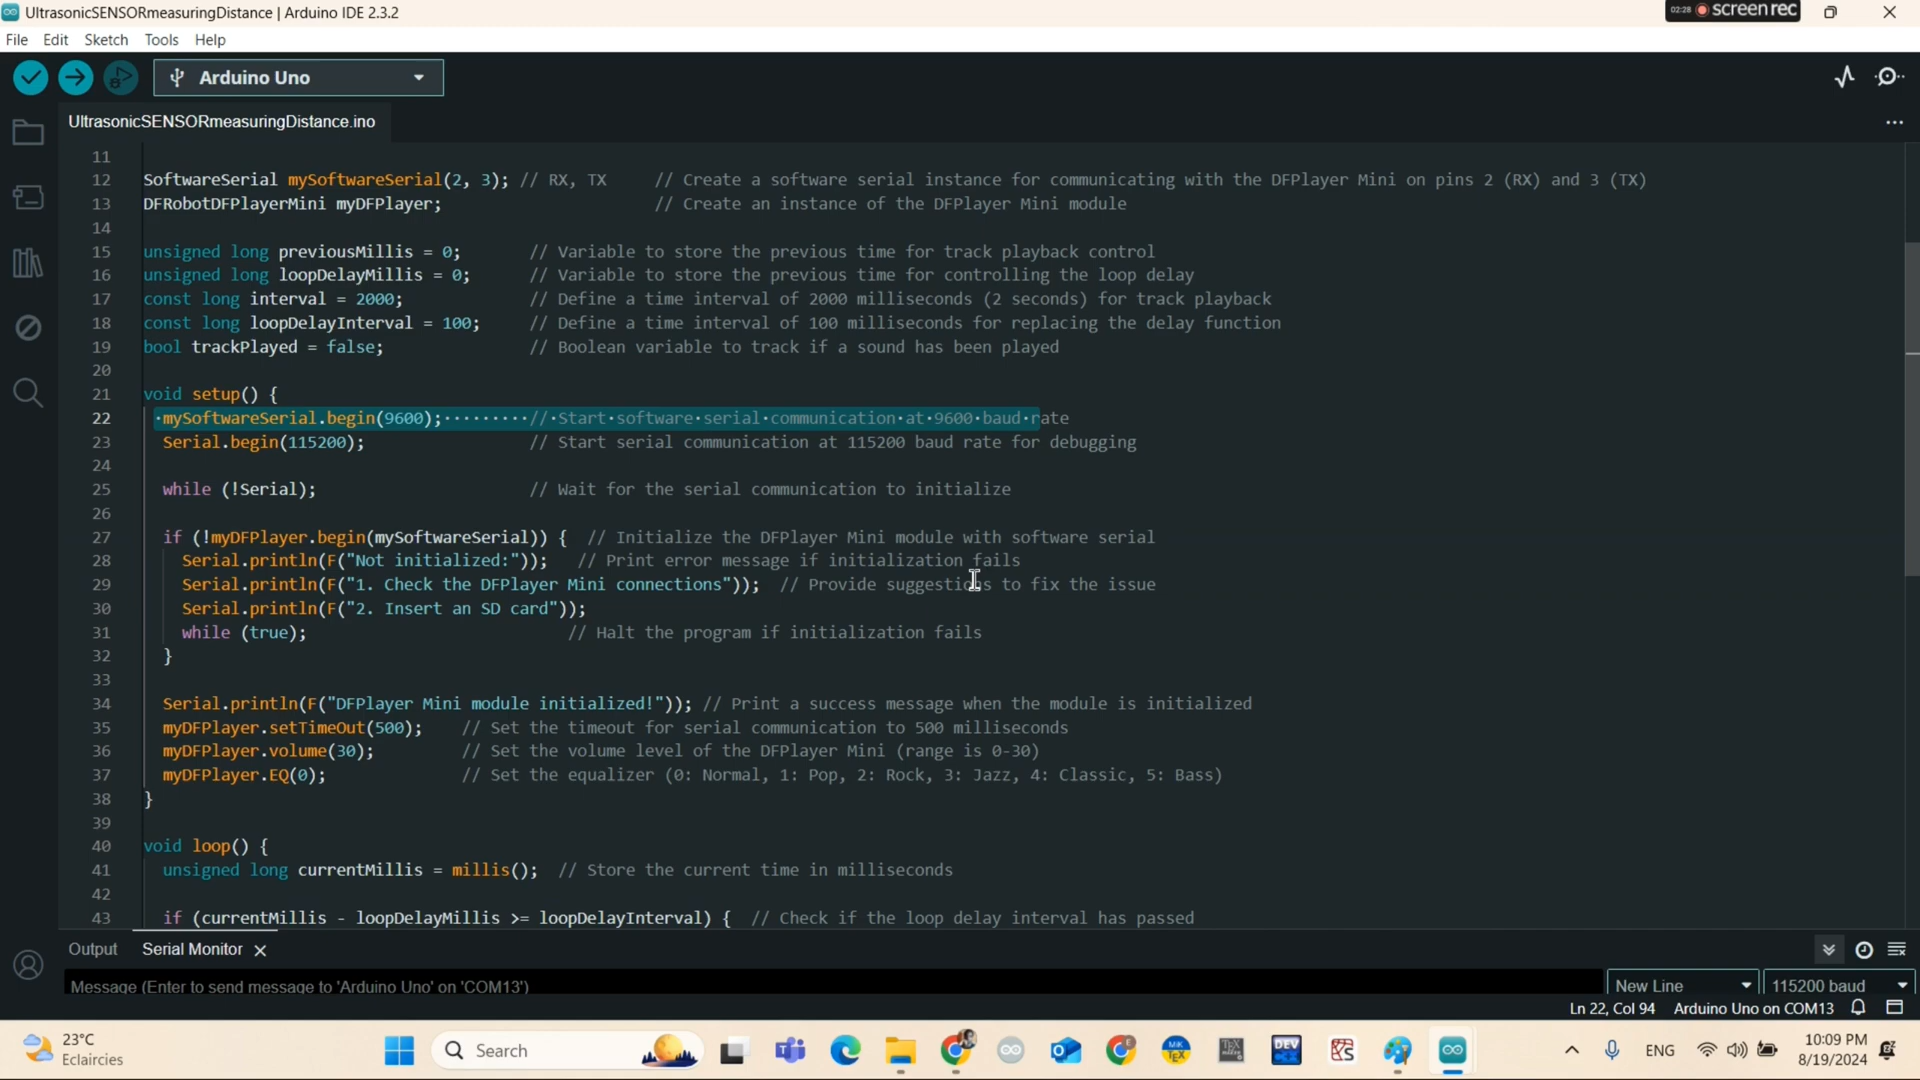 UltrasonicSENSORmeasuringDistance | Arduino IDE 2.3.2
02:28 screenrec
File Edit Sketch Tools Help
Arduino Uno
UltrasonicSENSORmeasuringDistance.ino
11
12 SoftwareSerial mySoftwareSerial(2, 3); // RX, TX // Create a software serial instance for communicating with the DFPlayer Mini on pins 2 (RX) and 3 (TX)
13 DFRobotDFPlayerMini myDFPlayer; // Create an instance of the DFPlayer Mini module
14
15 unsigned long previousMillis = 0; // Variable to store the previous time for track playback control
16 unsigned long loopDelayMillis = 0; // Variable to store the previous time for controlling the loop delay
17 const long interval = 2000; // Define a time interval of 2000 milliseconds (2 seconds) for track playback
18 const long loopDelayInterval = 100; // Define a time interval of 100 milliseconds for replacing the delay function
19 bool trackPlayed = false; // Boolean variable to track if a sound has been played
20
21 void setup() {
22 mySoftwareSerial.begin(9600); // Start software serial communication at 9600 baud rate
23 Serial.begin(115200); // Start serial communication at 115200 baud rate for debugging
24
25 while (!Serial); // Wait for the serial communication to initialize
26
27 if (!myDFPlayer.begin(mySoftwareSerial)) { // Initialize the DFPlayer Mini module with software serial
28 Serial.println(F("Not initialized:")); // Print error message if initialization fails
29 Serial.println(F("1. Check the DFPlayer Mini connections")); // Provide suggestions to fix the issue
30 Serial.println(F("2. Insert an SD card"));
31 while (true); // Halt the program if initialization fails
32 }
33
34 Serial.println(F("DFPlayer Mini module initialized!")); // Print a success message when the module is initialized
35 myDFPlayer.setTimeOut(500); // Set the timeout for serial communication to 500 milliseconds
36 myDFPlayer.volume(30); // Set the volume level of the DFPlayer Mini (range is 0-30)
37 myDFPlayer.EQ(0); // Set the equalizer (0: Normal, 1: Pop, 2: Rock, 3: Jazz, 4: Classic, 5: Bass)
38 }
39
40 void loop() {
41 unsigned long currentMillis = millis(); // Store the current time in milliseconds
42
43 if (currentMillis - loopDelayMillis >= loopDelayInterval) { // Check if the loop delay interval has passed
Output Serial Monitor
Message (Enter to send message to 'Arduino Uno' on 'COM13') New Line 115200 baud
Ln 22, Col 94 Arduino Uno on COM13
23°C
Eclaircies
Search
DEV
ENG
10:09 PM
8/19/2024